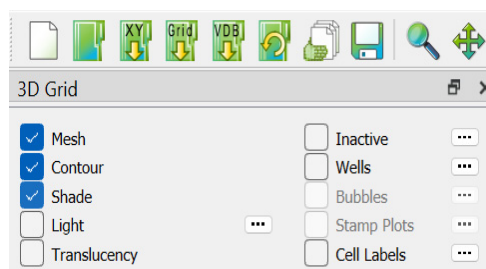 XY Grid VDB
3D Grid
Mesh
Contour
Shade
Light
Translucency
Inactive
Wells
Bubbles
Stamp Plots
Cell Labels